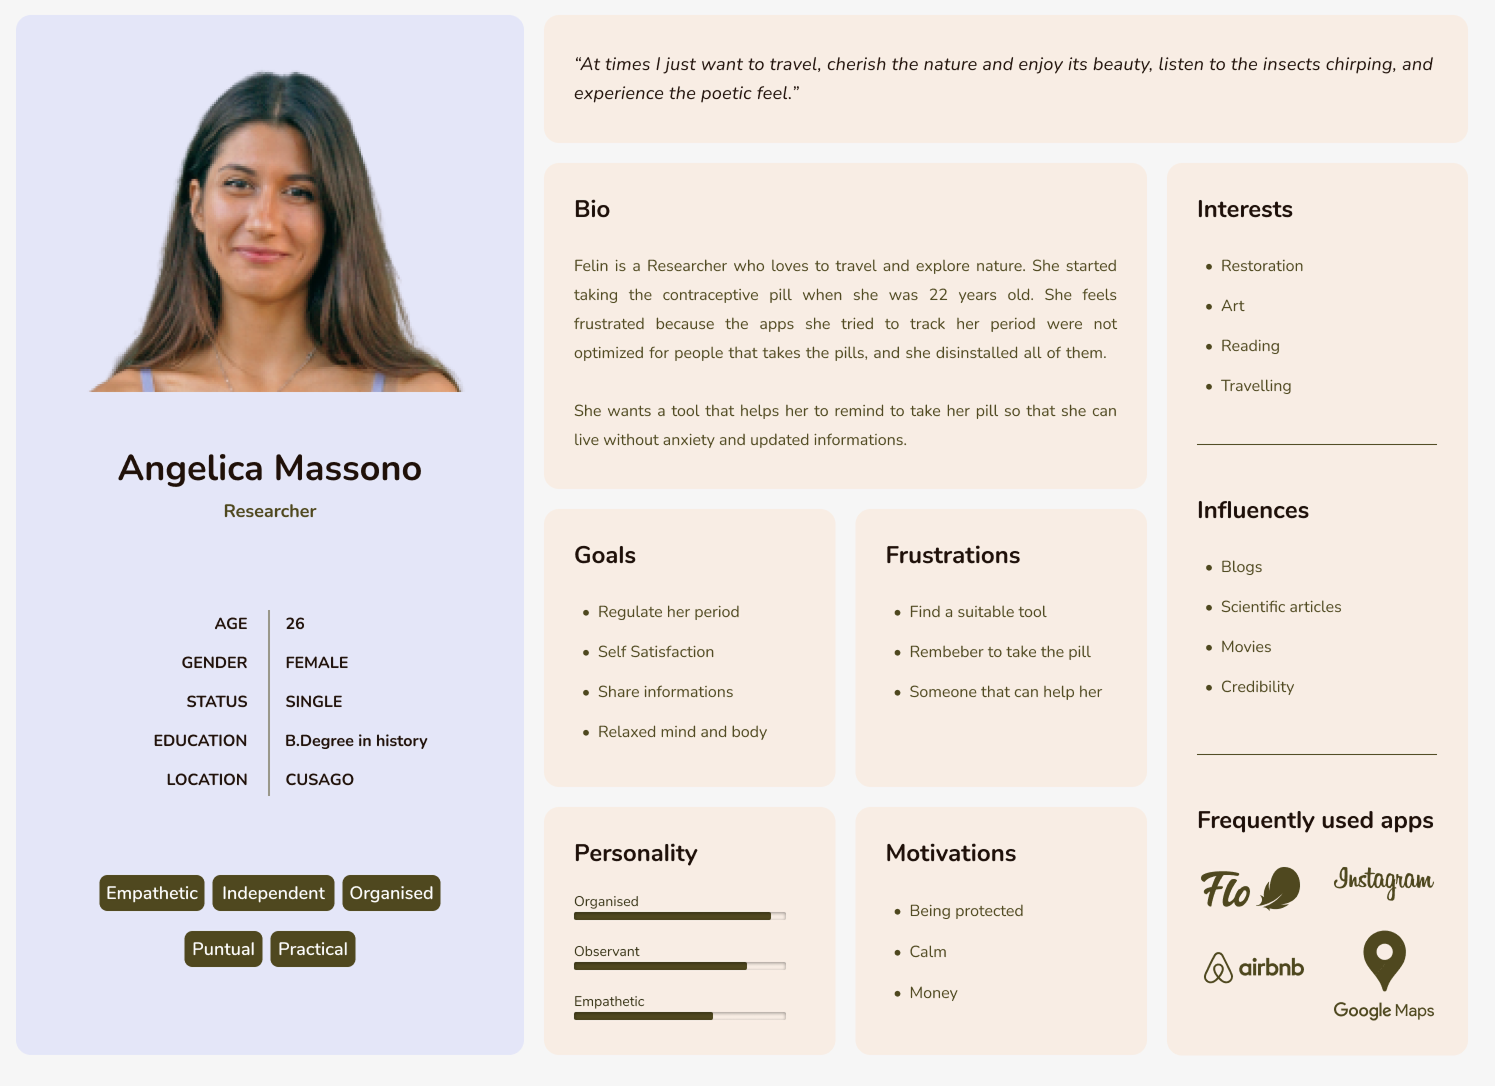 “At times I just want to travel, cherish the nature and enjoy its beauty, listen to the insects chirping, and
experience the poetic feel.”
Angelica Massono
Researcher
AGE 26
GENDER FEMALE
STATUS SINGLE
EDUCATION B.Degree in history
LOCATION CUSAGO
Empathetic Independent Organised
Puntual Practical
Bio
Felin is a Researcher who loves to travel and explore nature. She started
taking the contraceptive pill when she was 22 years old. She feels
frustrated because the apps she tried to track her period were not
optimized for people that takes the pills, and she disinstalled all of them.
She wants a tool that helps her to remind to take her pill so that she can
live without anxiety and updated informations.
Goals
• Regulate her period
• Self Satisfaction
• Share informations
• Relaxed mind and body
Frustrations
• Find a suitable tool
• Rembeber to take the pill
• Someone that can help her
Personality
Organised
Observant
Empathetic
Motivations
• Being protected
• Calm
• Money
Interests
• Restoration
• Art
• Reading
• Travelling
Influences
• Blogs
• Scientific articles
• Movies
• Credibility
Frequently used apps
Flo
Instagram
airbnb
Google Maps